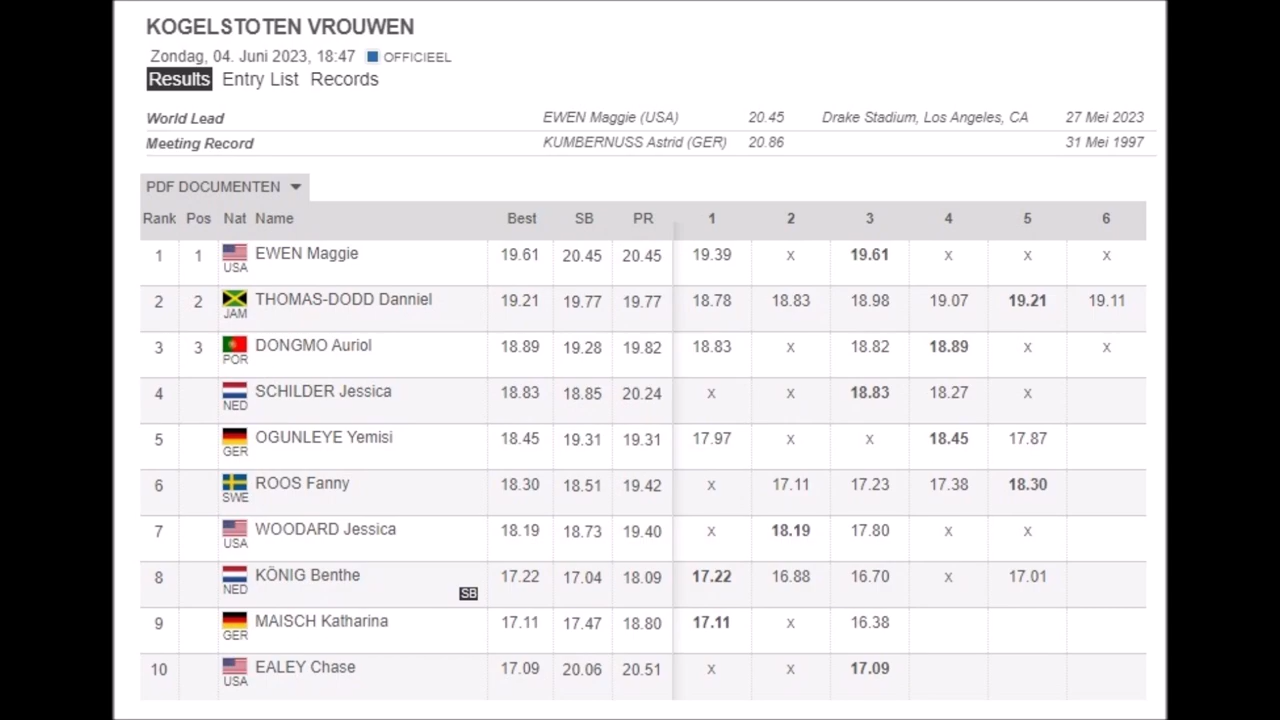 KOGELSTOTEN VROUWEN
Zondag, 04. Juni 2023, 18:47 OFFICIEEL
Results Entry List Records
World Lead EWEN Maggie (USA) 20.45 Drake Stadium, Los Angeles, CA 27 Mei 2023
Meeting Record KUMBERNUSS Astrid (GER) 20.86 31 Mei 1997
PDF DOCUMENTEN
Rank Pos Nat Name Best SB PR 1 2 3 4 5 6
1 1 USA EWEN Maggie 19.61 20.45 20.45 19.39 x 19.61 x x x
2 2 JAM THOMAS-DODD Danniel 19.21 19.77 19.77 18.78 18.83 18.98 19.07 19.21 19.11
3 3 POR DONGMO Auriol 18.89 19.28 19.82 18.83 x 18.82 18.89 x x
4 NED SCHILDER Jessica 18.83 18.85 20.24 x x 18.83 18.27 x
5 GER OGUNLEYE Yemisi 18.45 19.31 19.31 17.97 x x 18.45 17.87
6 SWE ROOS Fanny 18.30 18.51 19.42 x 17.11 17.23 17.38 18.30
7 USA WOODARD Jessica 18.19 18.73 19.40 x 18.19 17.80 x x
8 NED KÖNIG Benthe SB 17.22 17.04 18.09 17.22 16.88 16.70 x 17.01
9 GER MAISCH Katharina 17.11 17.47 18.80 17.11 x 16.38
10 USA EALEY Chase 17.09 20.06 20.51 x x 17.09